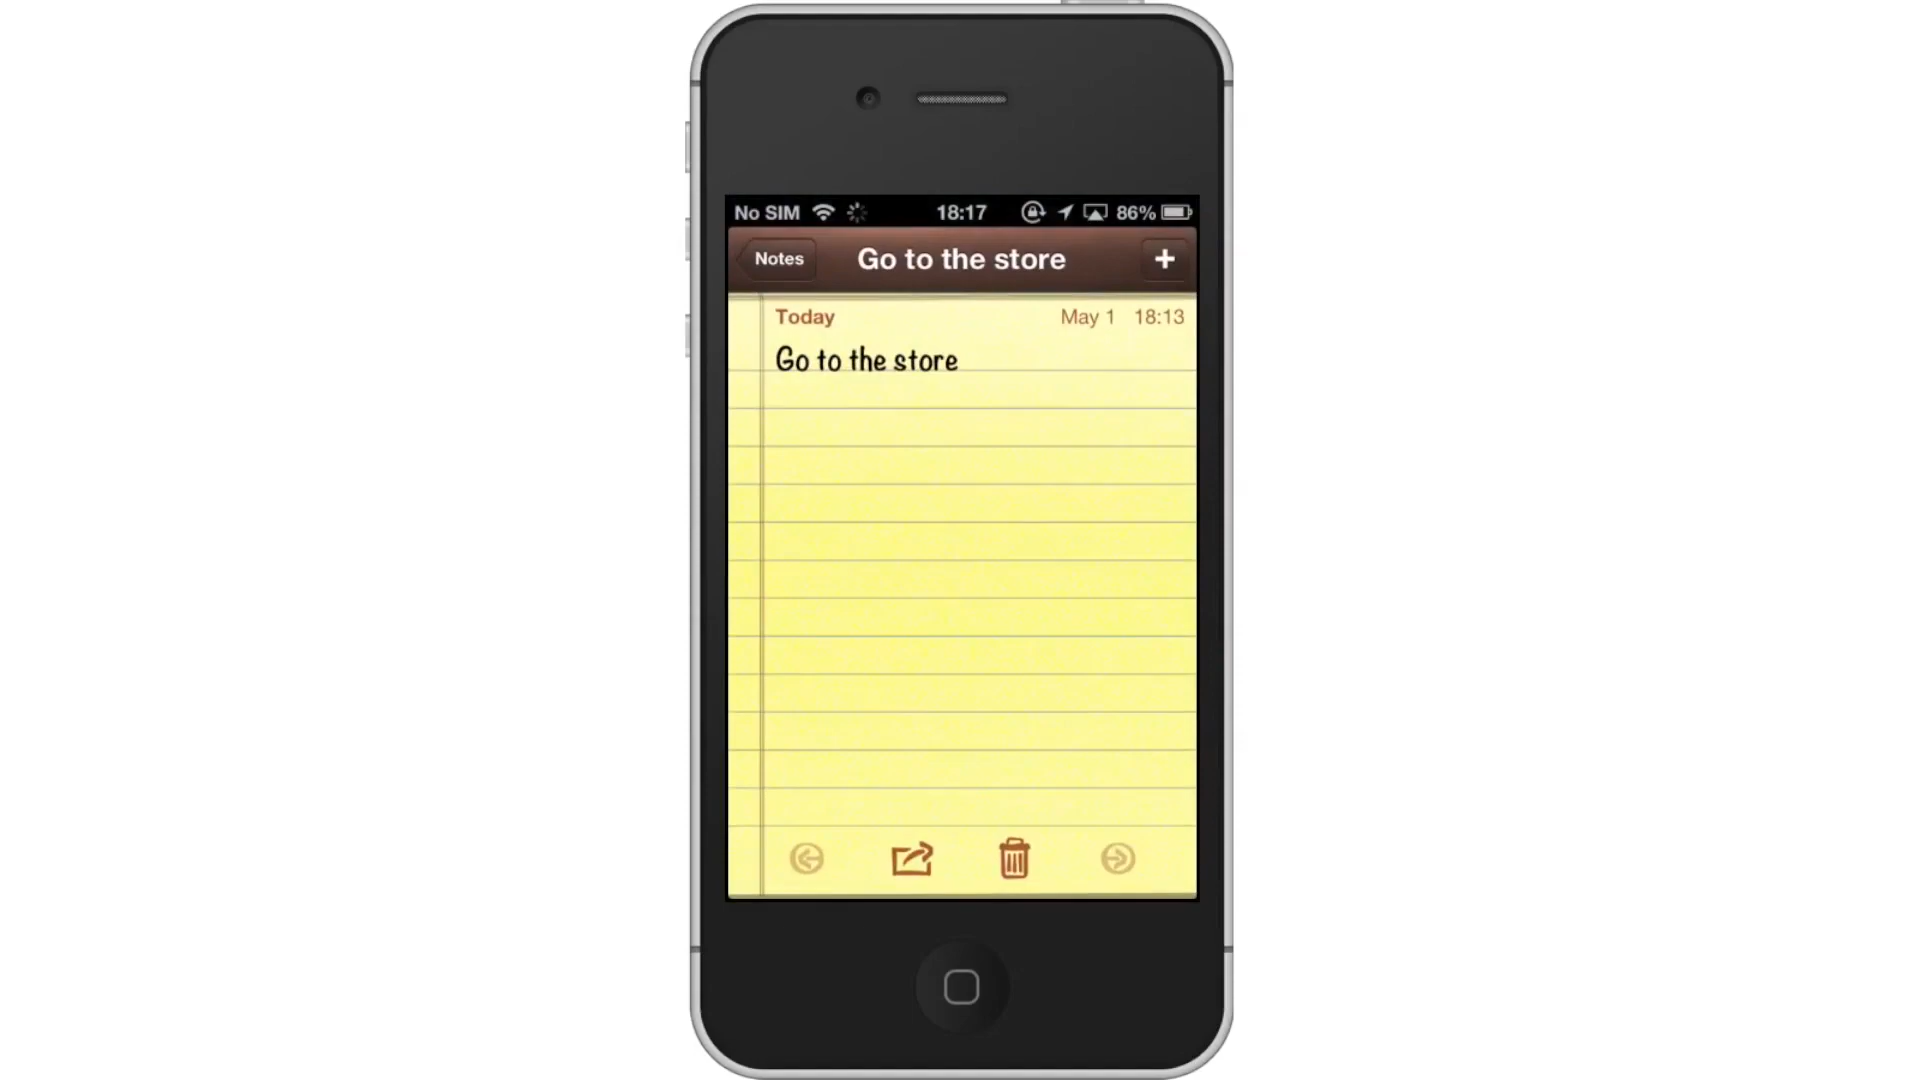 No SIM 18:17 86%
Notes Go to the store +
Today May 1 18:13
Go to the store